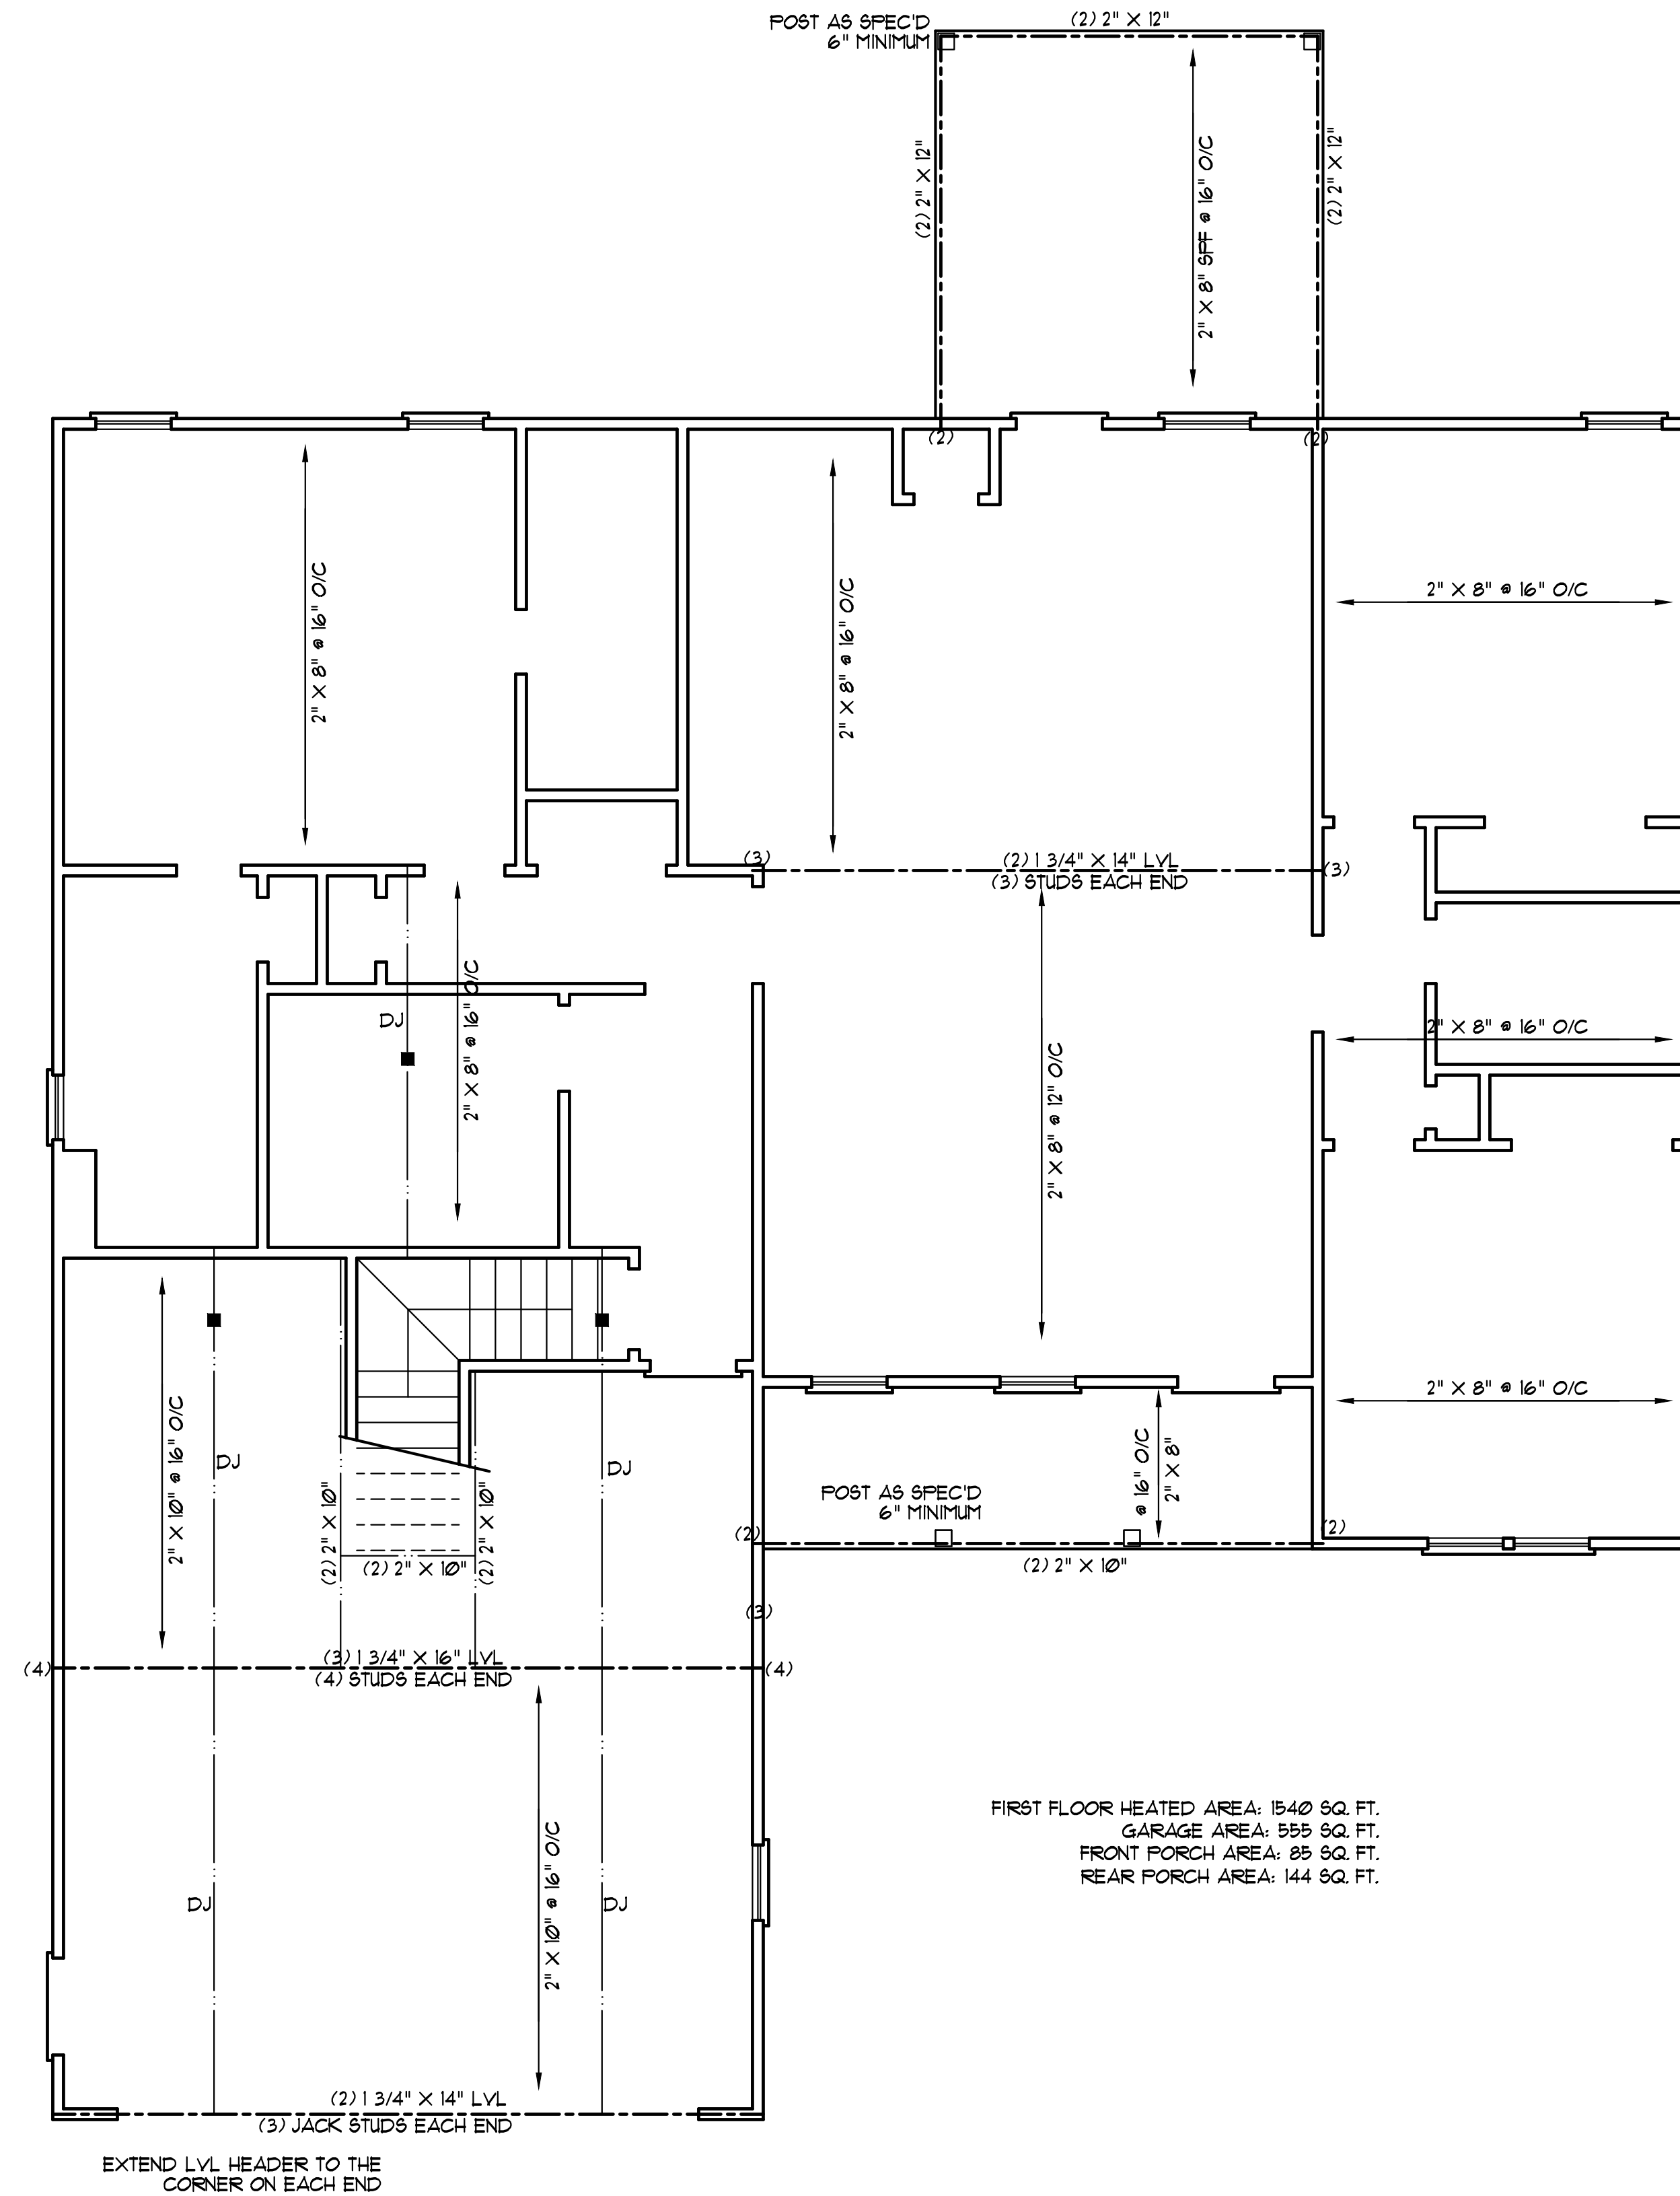 POST AS SPEC'D
6" MINIMUM
(2) 2" X 12"
(2) 2" X 12"
2" X 8" SPF @ 16" O/C
(2) 2" X 12"
(2)
(2)
2" X 8" @ 16" O/C
2" X 8" @ 16" O/C
2" X 8" @ 16" O/C
(3)
(2) 1 3/4" X 14" LVL
(3) STUDS EACH END
(3)
DJ
2" X 8" @ 16" O/C
2" X 8" @ 12" O/C
2" X 8" @ 16" O/C
2" X 8" @ 16" O/C
2" X 10" @ 16" O/C
DJ
DJ
(2) 2" X 10"
(2) 2" X 10"
(2) 2" X 10"
POST AS SPEC'D
6" MINIMUM
@ 16" O/C
2" X 8"
(2)
(2)
(2) 2" X 10"
(3)
(4)
(3) 1 3/4" X 16" LVL
(4) STUDS EACH END
(4)
FIRST FLOOR HEATED AREA: 1540 SQ. FT.
GARAGE AREA: 555 SQ. FT.
FRONT PORCH AREA: 85 SQ. FT.
REAR PORCH AREA: 144 SQ. FT.
DJ
2" X 10" @ 16" O/C
DJ
(2) 1 3/4" X 14" LVL
(3) JACK STUDS EACH END
EXTEND LVL HEADER TO THE
CORNER ON EACH END